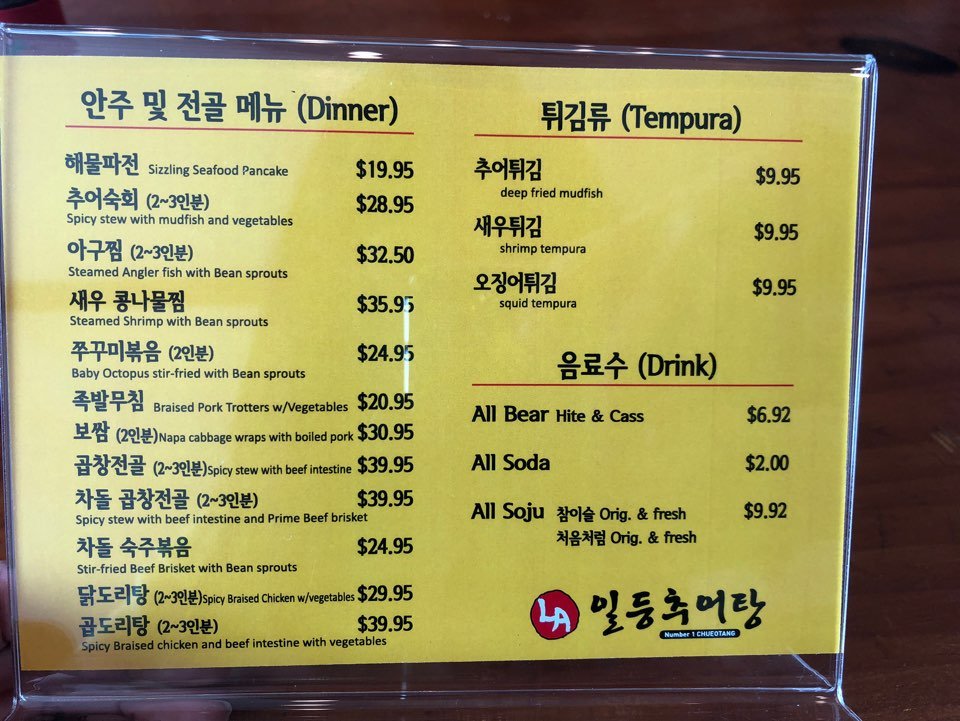 안주 및 전골 메뉴 (Dinner)
해물파전 Sizzling Seafood Pancake $19.95
추어숙회 (2~3인분) $28.95
Spicy stew with mudfish and vegetables
아구찜 (2~3인분) $32.50
Steamed Angler fish with Bean sprouts
새우 콩나물찜 $35.95
Steamed Shrimp with Bean sprouts
쭈꾸미볶음 (2인분) $24.95
Baby Octopus stir-fried with Bean sprouts
족발무침 Braised Pork Trotters w/Vegetables $20.95
보쌈 (2인분)Napa cabbage wraps with boiled pork $30.95
곱창전골 (2~3인분)Spicy stew with beef intestine $39.95
차돌 곱창전골 (2~3인분) $39.95
Spicy stew with beef intestine and Prime Beef brisket
차돌 숙주볶음 $24.95
Stir-fried Beef Brisket with Bean sprouts
닭도리탕 (2~3인분)Spicy Braised Chicken w/vegetables $29.95
곱도리탕 (2~3인분) $39.95
Spicy Braised chicken and beef intestine with vegetables
튀김류 (Tempura)
추어튀김 $9.95
deep fried mudfish
새우튀김 $9.95
shrimp tempura
오징어튀김 $9.95
squid tempura
음료수 (Drink)
All Bear Hite & Cass $6.92
All Soda $2.00
All Soju 참이슬 Orig. & fresh $9.92
처음처럼 Orig. & fresh
LA 일등추어탕
Number 1 CHUEOTANG